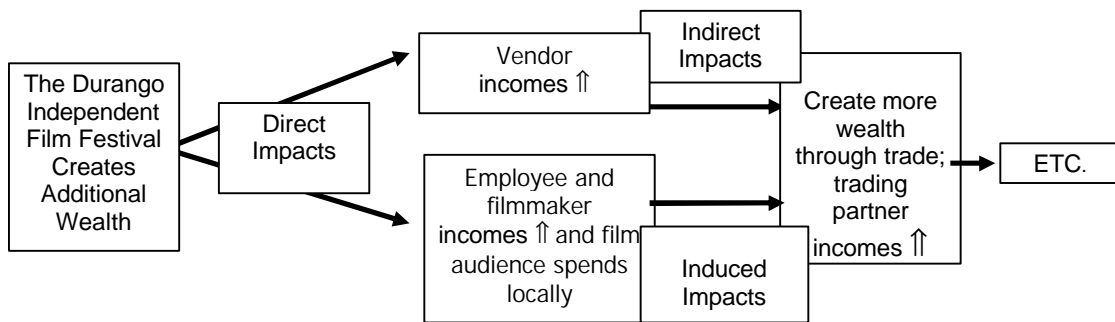 The Durango
Independent
Film Festival
Creates
Additional
Wealth
Direct
Impacts
Vendor
incomes ⇑
Indirect
Impacts
Employee and
filmmaker
incomes ⇑ and film
audience spends
locally
Induced
Impacts
Create more
wealth
through trade;
trading
partner
incomes ⇑
ETC.